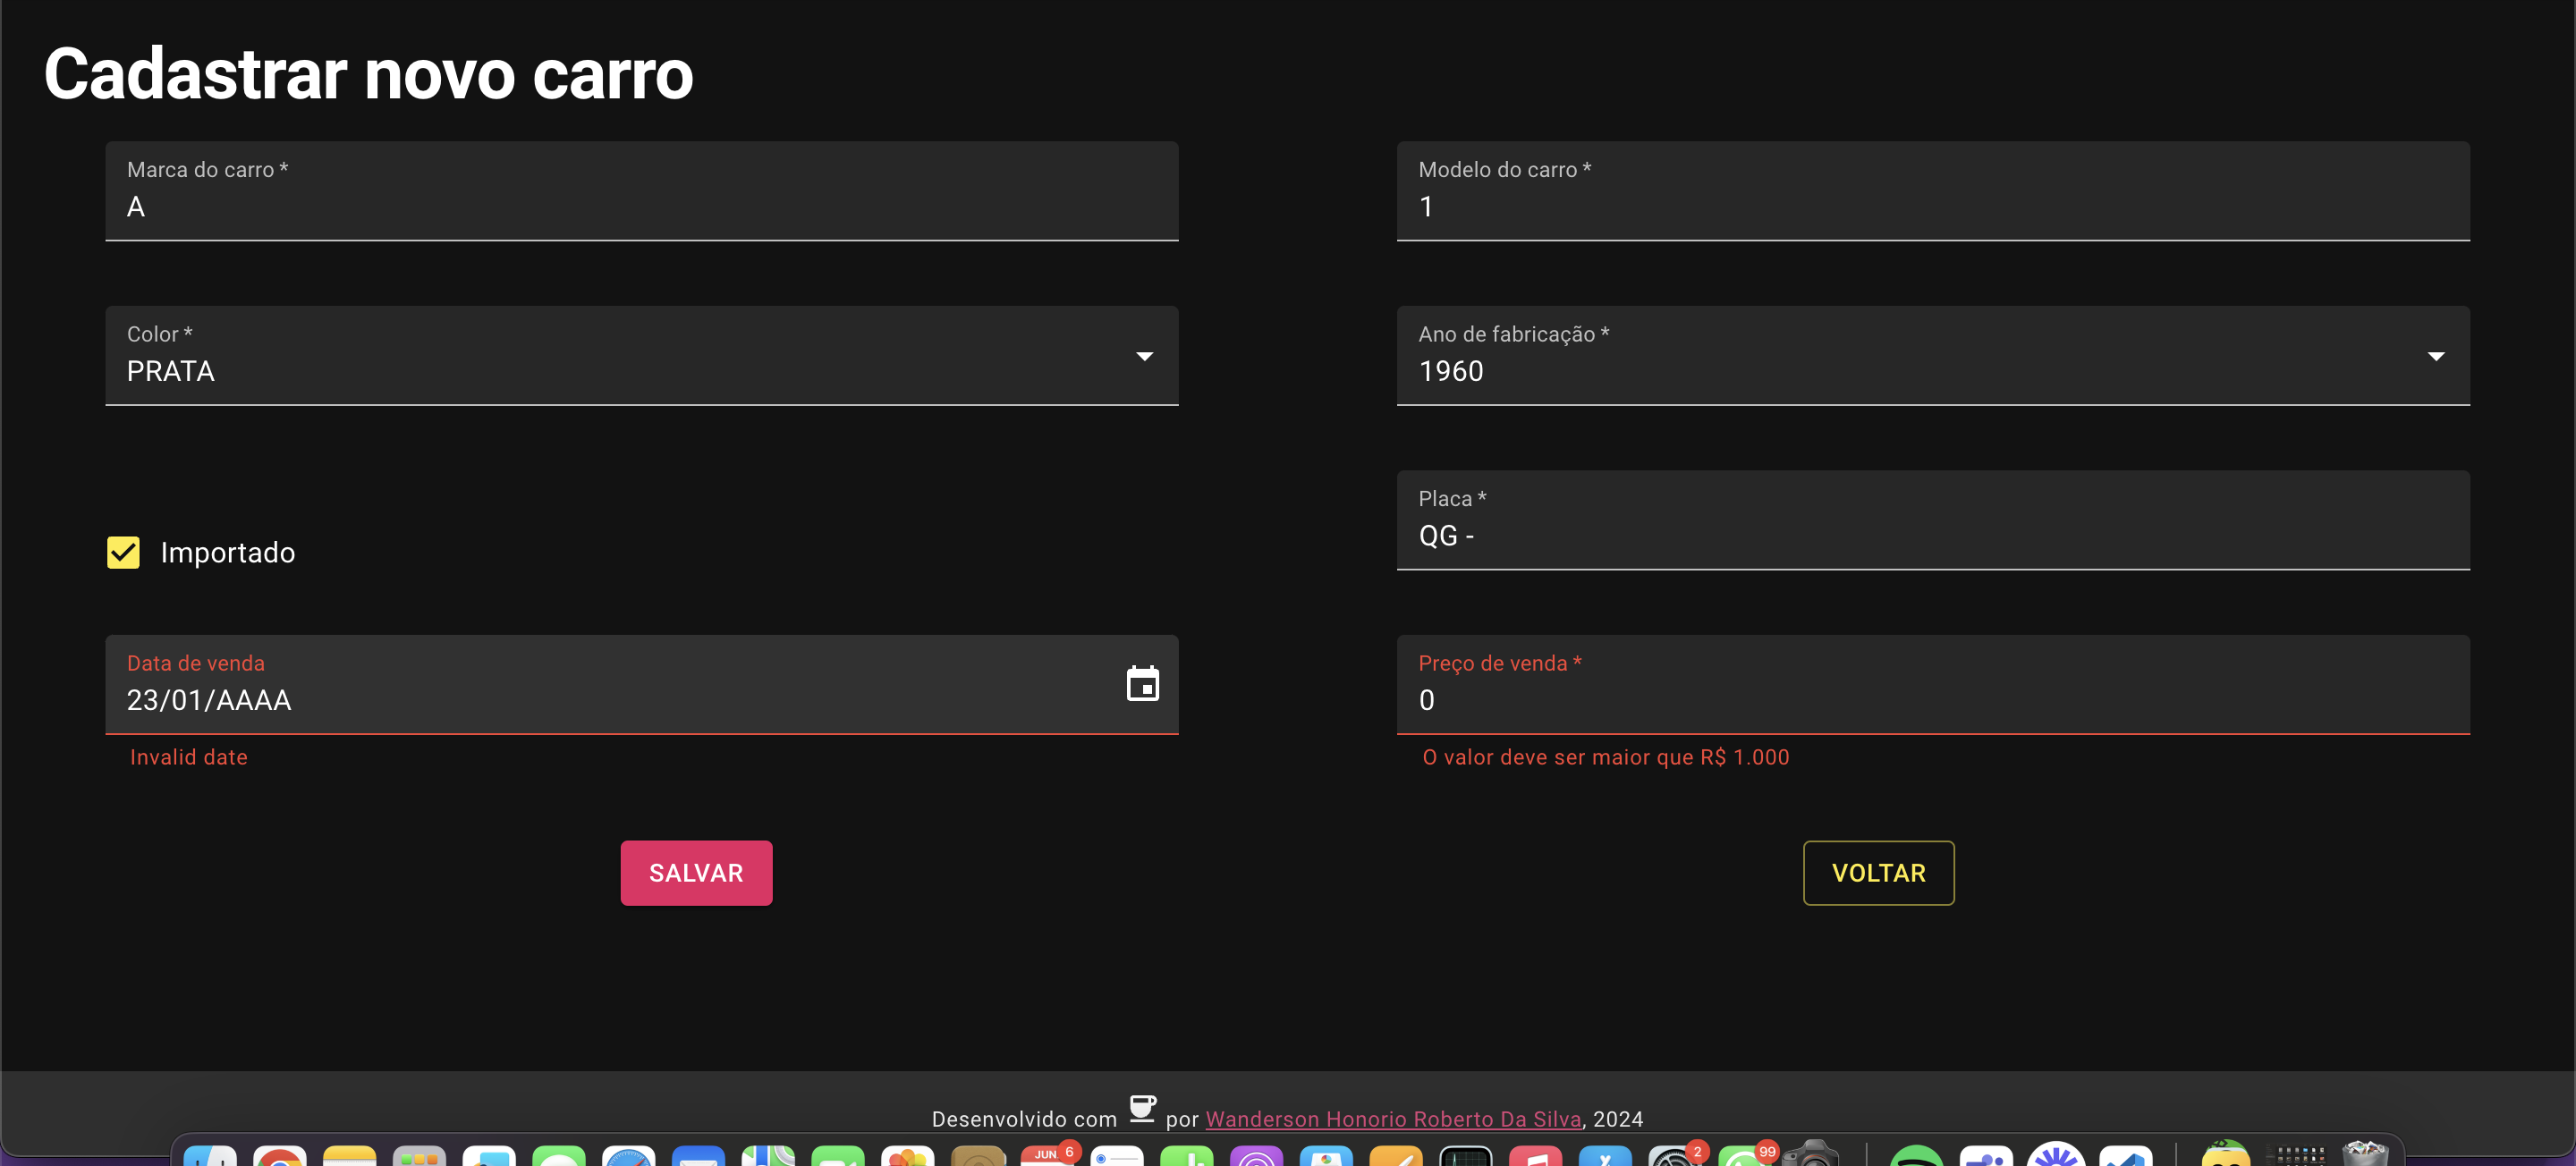 Cadastrar novo carro
Marca do carro *
A
Modelo do carro *
1
Color *
PRATA
Ano de fabricação *
1960
Importado
Placa *
QG -
Data de venda
23/01/AAAA
Invalid date
Preço de venda *
0
O valor deve ser maior que R$ 1.000
SALVAR
VOLTAR
Desenvolvido com por Wanderson Honorio Roberto Da Silva, 2024
JUN 6
2
99